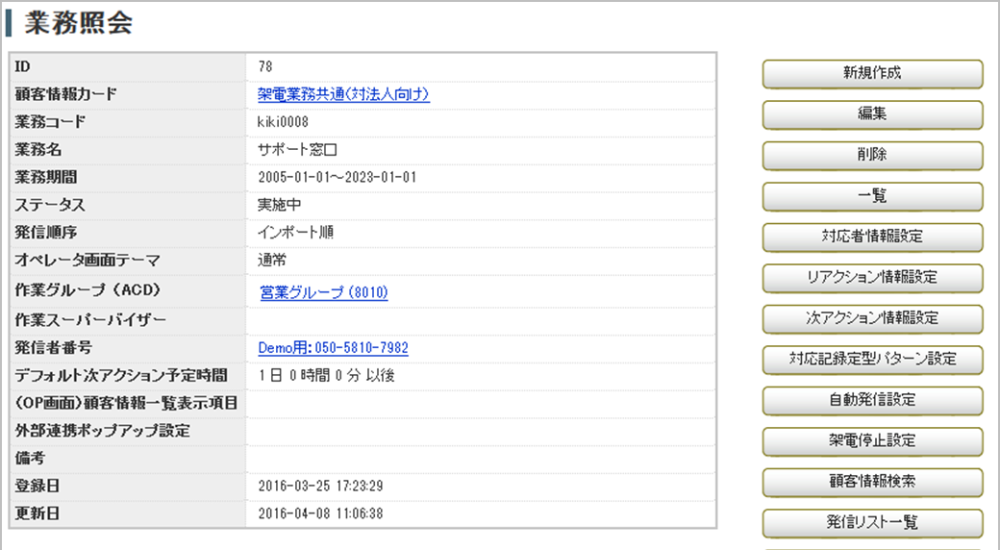 業務照会
ID 78
顧客情報カード 架電業務共通(対法人向け)
業務コード kiki0008
業務名 サポート窓口
業務期間 2005-01-01～2023-01-01
ステータス 実施中
発信順序 インポート順
オペレータ画面テーマ 通常
作業グループ（ACD） 営業グループ (8010)
作業スーパーバイザー
発信者番号 Demo用：050-5810-7982
デフォルト次アクション予定時間 1 日 0 時間 0 分 以後
(OP画面)顧客情報一覧表示項目
外部連携ポップアップ設定
備考
登録日 2016-03-25 17:23:29
更新日 2016-04-08 11:06:38
新規作成
編集
削除
一覧
対応者情報設定
リアクション情報設定
次アクション情報設定
対応記録定型パターン設定
自動発信設定
架電停止設定
顧客情報検索
発信リスト一覧